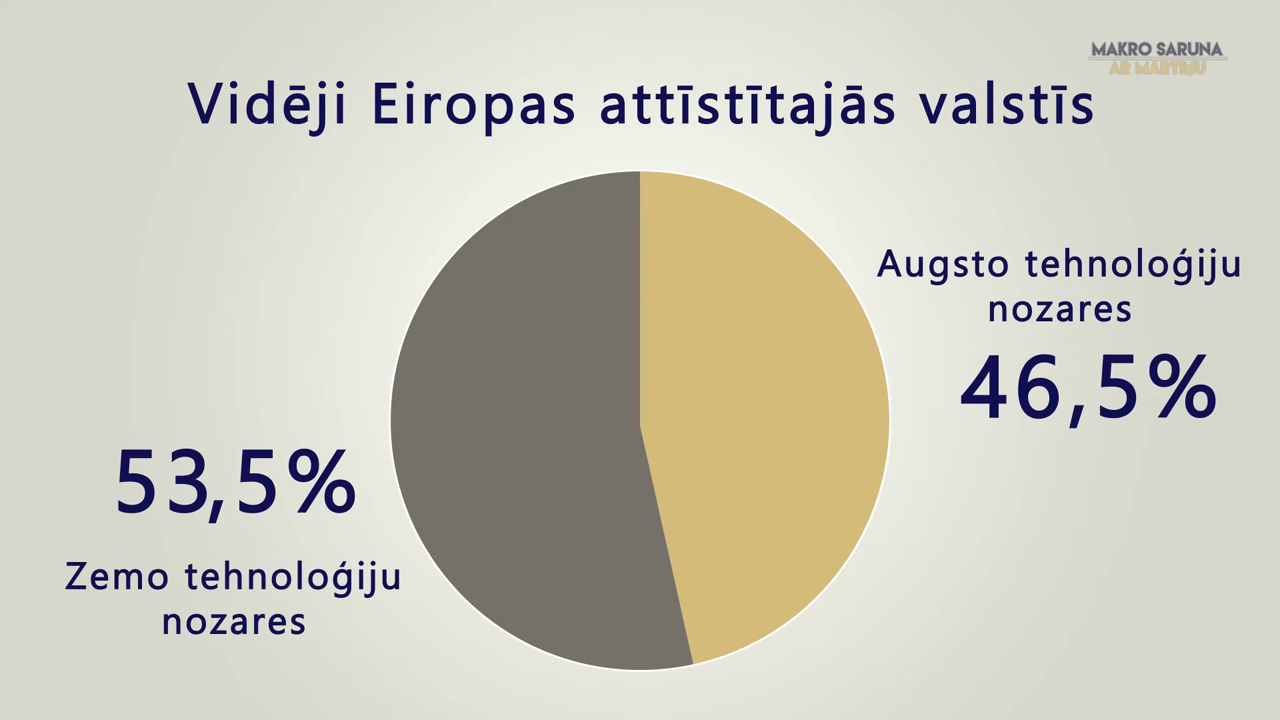 MAKRO SARUNA
AR MĀRTIŅU
Vidēji Eiropas attīstītajās valstīs
Augsto tehnoloģiju
nozares
46,5%
53,5%
Zemo tehnoloģiju
nozares